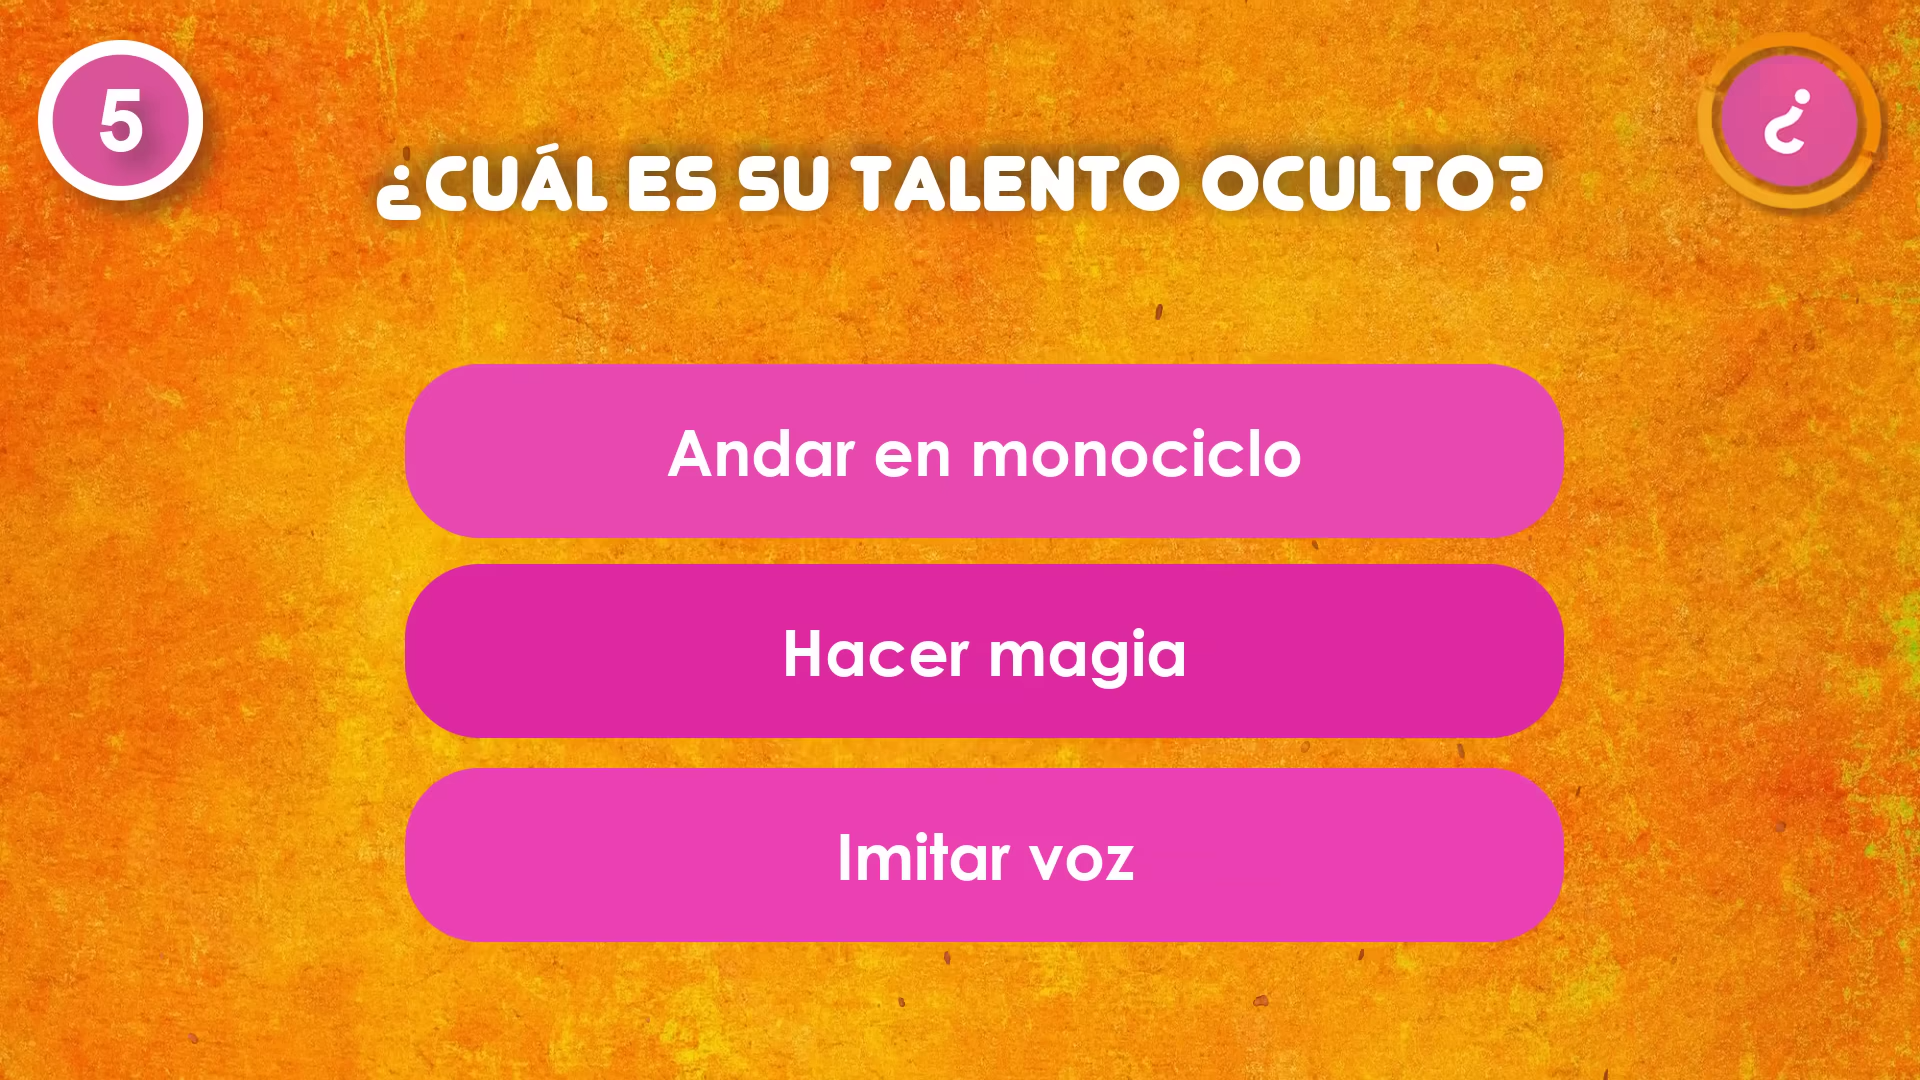 5
¿
¿CUÁL ES SU TALENTO OCULTO?
Andar en monociclo
Hacer magia
Imitar voz